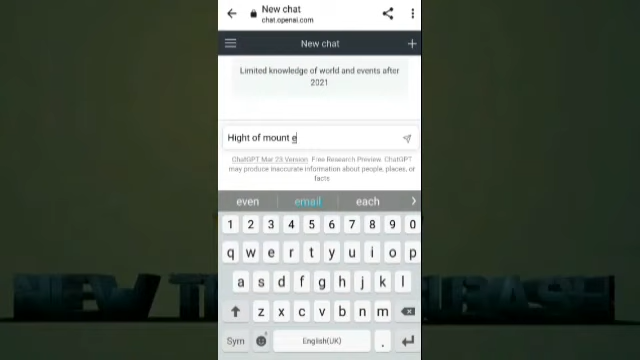 New chat
chat.openai.com
New chat
Limited knowledge of world and events after
2021
Hight of mount e
ChatGPT Mar 23 Version. Free Research Preview. ChatGPT
may produce inaccurate information about people, places, or
facts
even email each
1 2 3 4 5 6 7 8 9 0
q w e r t y u i o p
a s d f g h j k l
z x c v b n m
Sym English(UK) .
NEW